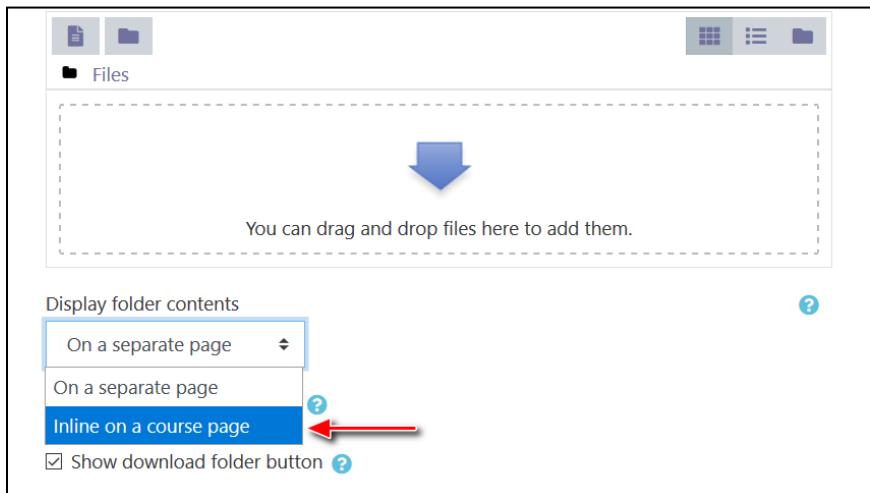 Files
You can drag and drop files here to add them.
Display folder contents
On a separate page
On a separate page
Inline on a course page
Show download folder button